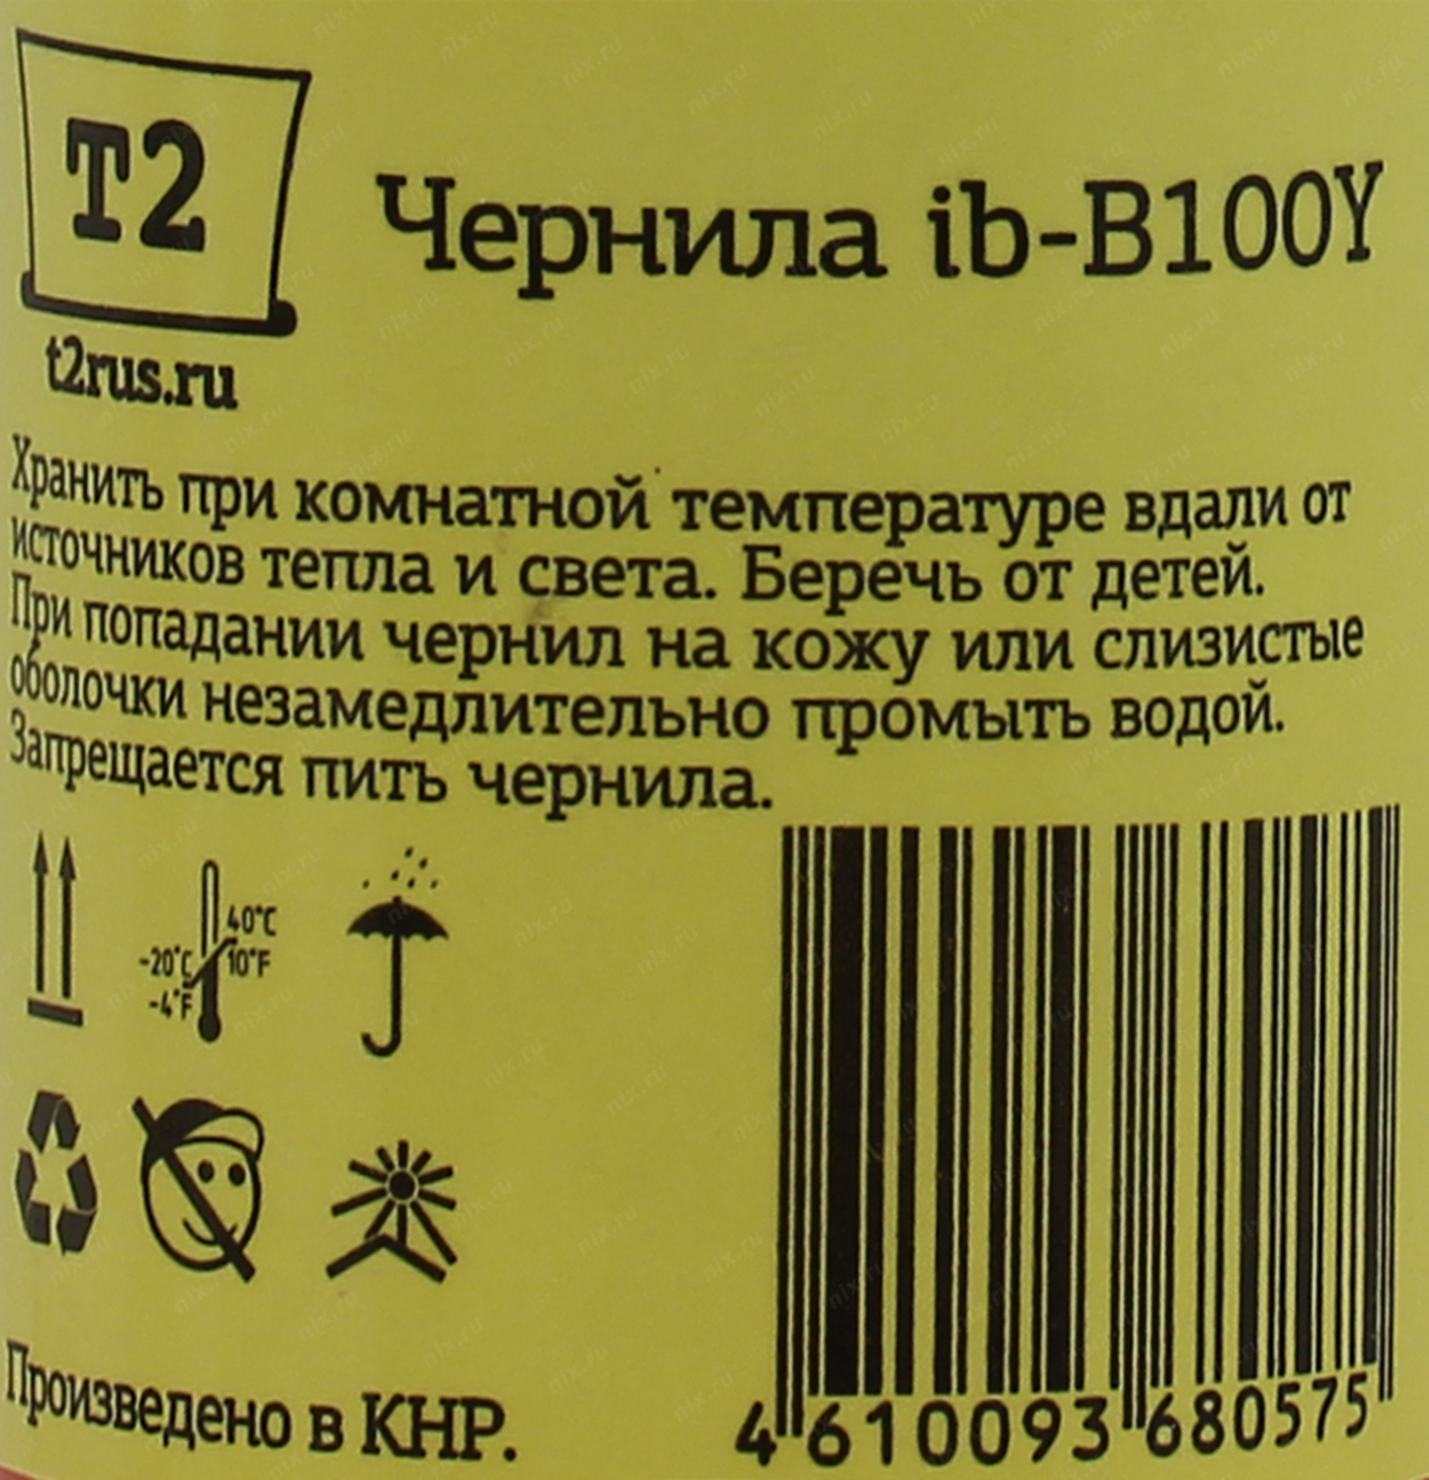 T2
t2rus.ru
Чернила ib-B100Y
Хранить при комнатной температуре вдали от
источников тепла и света. Беречь от детей.
При попадании чернил на кожу или слизистые
оболочки незамедлительно промыть водой.
Запрещается пить чернила.
40°C
-20°C 10°F
-4°F
Произведено в КНР.
4 610093 680575
nix.ru